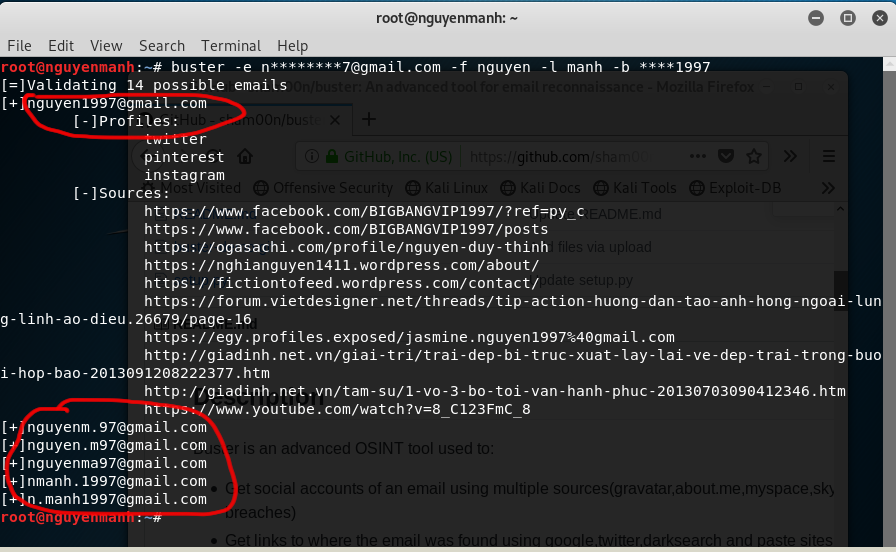 root@nguyenmanh: ~
File Edit View Search Terminal Help
root@nguyenmanh:~# buster -e n********7@gmail.com -f nguyen -l manh -b ****1997
[=]Validating 14 possible emails
buster: An advanced tool for email reconnaissance - Mozilla Firefox
[+]nguyen1997@gmail.com
[-]Profiles:
GitHub - sham00n/buste
twitter
pinterest
GitHub, Inc. (US) https://github.com/sham00
instagram
Most Visited Offensive Security Kali Linux Kali Docs Kali Tools Exploit-DB
[-]Sources:
https://www.facebook.com/BIGBANGVIP1997/?ref=py_c
README.md
https://www.facebook.com/BIGBANGVIP1997/posts
https://ogasachi.com/profile/nguyen-duy-thinh
files via upload
https://nghianguyen1411.wordpress.com/about/
https://fictiontofeed.wordpress.com/contact/
Update setup.py
https://forum.vietdesigner.net/threads/tip-action-huong-dan-tao-anh-hong-ngoai-lun
g-linh-ao-dieu.26679/page-16
README.md
https://egy.profiles.exposed/jasmine.nguyen1997%40gmail.com
http://giadinh.net.vn/giai-tri/trai-dep-bi-truc-xuat-lay-lai-ve-dep-trai-trong-buo
i-hop-bao-2013091208222377.htm
http://giadinh.net.vn/tam-su/1-vo-3-bo-toi-van-hanh-phuc-20130703090412346.htm
Description
https://www.youtube.com/watch?v=8_C123FmC_8
[+]nguyenm.97@gmail.com
[+]nguyen.m97@gmail.com
Buster is an advanced OSINT tool used to:
[+]nguyenma97@gmail.com
[+]nmanh.1997@gmail.com
Get social accounts of an email using multiple sources(gravatar,about.me,myspace,sky
[+]n.manh1997@gmail.com
breaches)
root@nguyenmanh:~#
Get links to where the email was found using google,twitter,darksearch and paste sites